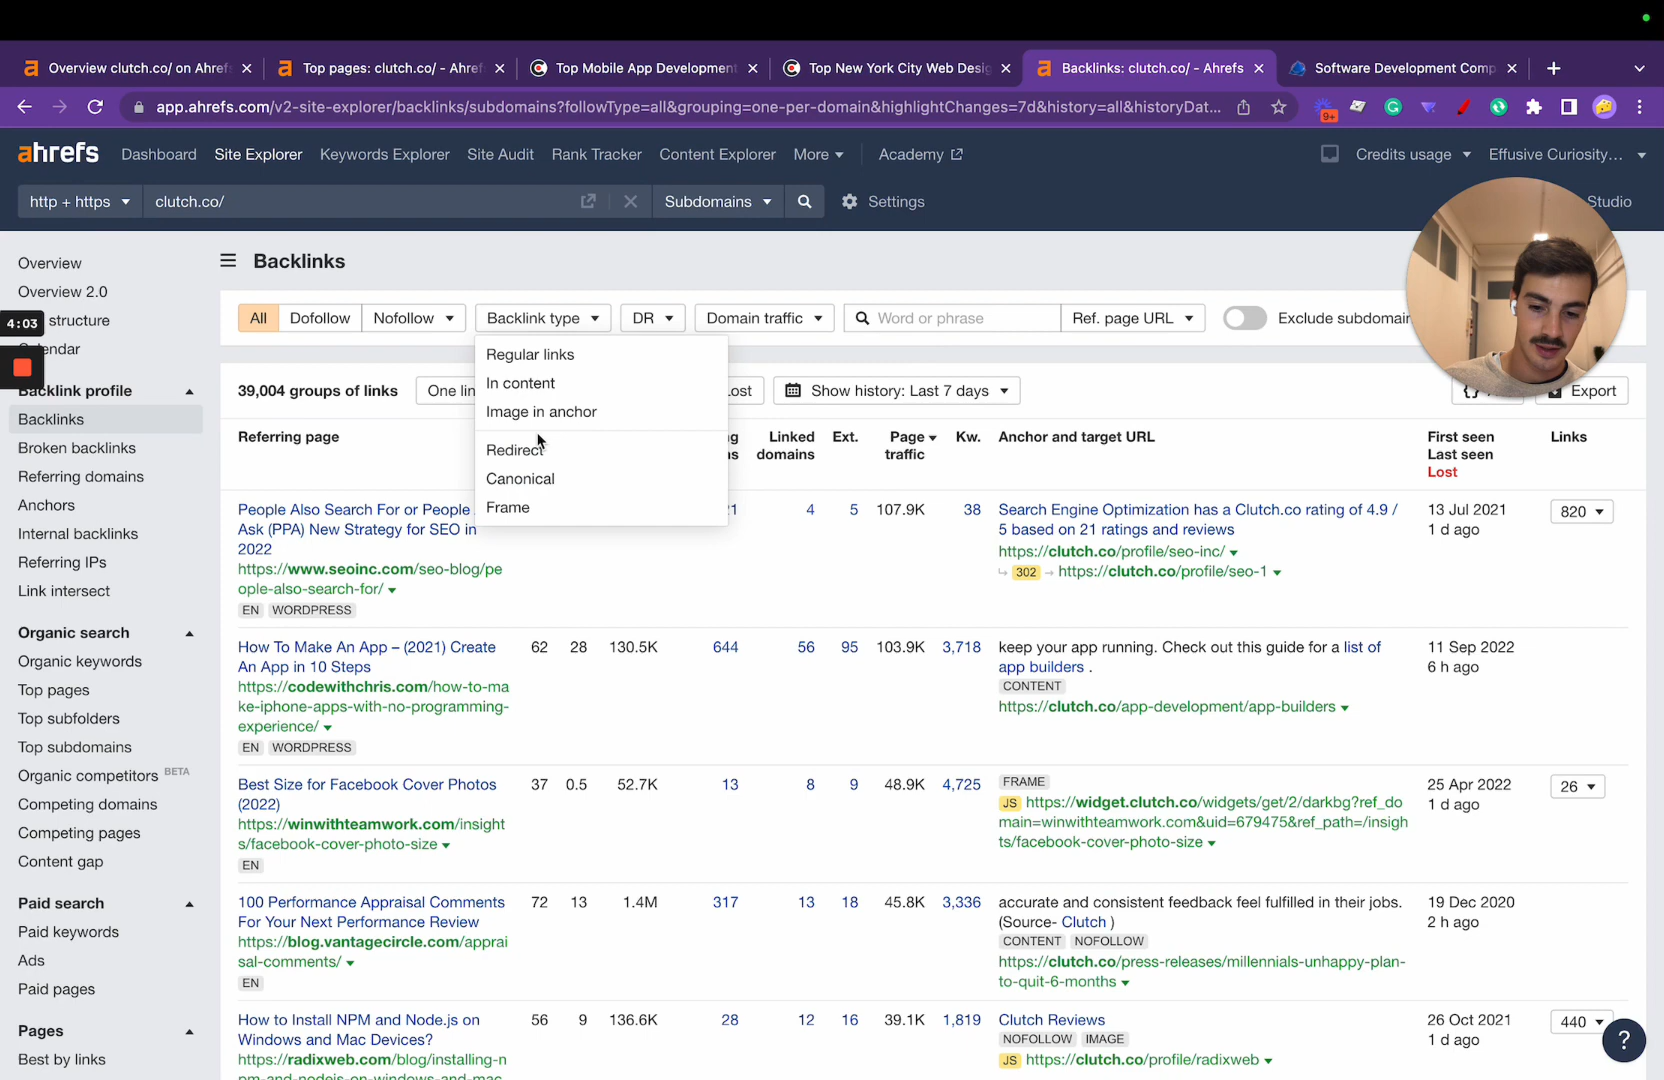 Overview clutch.co/ on Ahref
Top pages: clutch.co/ - Ahref
Top Mobile App Development
Top New York City Web Desig
Backlinks: clutch.co/ - Ahrefs
Software Development Comp
app.ahrefs.com/v2-site-explorer/backlinks/subdomains?followType=all&grouping=one-per-domain&highlightChanges=7d&history=all&historyDat...
9+
ahrefs Dashboard Site Explorer Keywords Explorer Site Audit Rank Tracker Content Explorer More Academy Credits usage Effusive Curiosity...
http + https clutch.co/ Subdomains Settings Studio
Overview
Overview 2.0
structure
Backlink profile
Backlinks
Broken backlinks
Referring domains
Anchors
Internal backlinks
Referring IPs
Link intersect
Organic search
Organic keywords
Top pages
Top subfolders
Top subdomains
Organic competitors BETA
Competing domains
Competing pages
Content gap
Paid search
Paid keywords
Ads
Paid pages
Pages
Best by links
4:03
Backlinks
All Dofollow Nofollow Backlink type DR Domain traffic Word or phrase Ref. page URL Exclude subdomain
Regular links
In content
Image in anchor
Redirect
Canonical
Frame
39,004 groups of links One lin ost Show history: Last 7 days Export
Referring page
Linked domains Ext. Page traffic Kw. Anchor and target URL First seen Last seen Lost Links
People Also Search For or People
Ask (PPA) New Strategy for SEO in
2022
https://www.seoinc.com/seo-blog/pe
ople-also-search-for/
EN WORDPRESS
1 4 5 107.9K 38
Search Engine Optimization has a Clutch.co rating of 4.9 /
5 based on 21 ratings and reviews
https://clutch.co/profile/seo-inc/
302 → https://clutch.co/profile/seo-1
13 Jul 2021
1 d ago
820
How To Make An App – (2021) Create
An App in 10 Steps
https://codewithchris.com/how-to-ma
ke-iphone-apps-with-no-programming-
experience/
EN WORDPRESS
62 28 130.5K 644 56 95 103.9K 3,718
keep your app running. Check out this guide for a list of
app builders .
CONTENT
https://clutch.co/app-development/app-builders
11 Sep 2022
6 h ago
Best Size for Facebook Cover Photos
(2022)
https://winwithteamwork.com/insight
s/facebook-cover-photo-size
EN
37 0.5 52.7K 13 8 9 48.9K 4,725
FRAME
JS https://widget.clutch.co/widgets/get/2/darkbg?ref_do
main=winwithteamwork.com&uid=679475&ref_path=/insigh
ts/facebook-cover-photo-size
25 Apr 2022
1 d ago
26
100 Performance Appraisal Comments
For Your Next Performance Review
https://blog.vantagecircle.com/apprai
sal-comments/
EN
72 13 1.4M 317 13 18 45.8K 3,336
accurate and consistent feedback feel fulfilled in their jobs.
(Source- Clutch )
CONTENT NOFOLLOW
https://clutch.co/press-releases/millennials-unhappy-plan-
to-quit-6-months
19 Dec 2020
2 h ago
How to Install NPM and Node.js on
Windows and Mac Devices?
https://radixweb.com/blog/installing-n
pm-and-nodejs-on-windows-and-mac
56 9 136.6K 28 12 16 39.1K 1,819
Clutch Reviews
NOFOLLOW IMAGE
JS https://clutch.co/profile/radixweb
26 Oct 2021
1 d ago
440
?